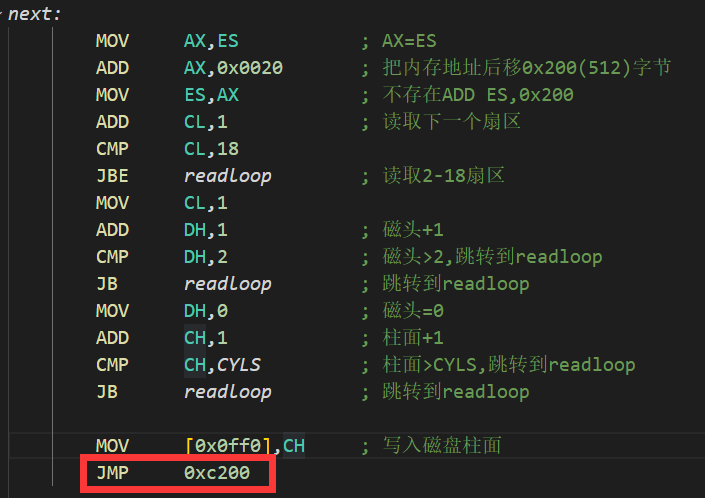 next:
MOV AX,ES ; AX=ES
ADD AX,0x0020 ; 把内存地址后移0x200(512)字节
MOV ES,AX ; 不存在ADD ES,0x200
ADD CL,1 ; 读取下一个扇区
CMP CL,18
JBE readloop ; 读取2-18扇区
MOV CL,1
ADD DH,1 ; 磁头+1
CMP DH,2 ; 磁头>2,跳转到readloop
JB readloop ; 跳转到readloop
MOV DH,0 ; 磁头=0
ADD CH,1 ; 柱面+1
CMP CH,CYLS ; 柱面>CYLS,跳转到readloop
JB readloop ; 跳转到readloop
MOV [0x0ff0],CH ; 写入磁盘柱面
JMP 0xc200